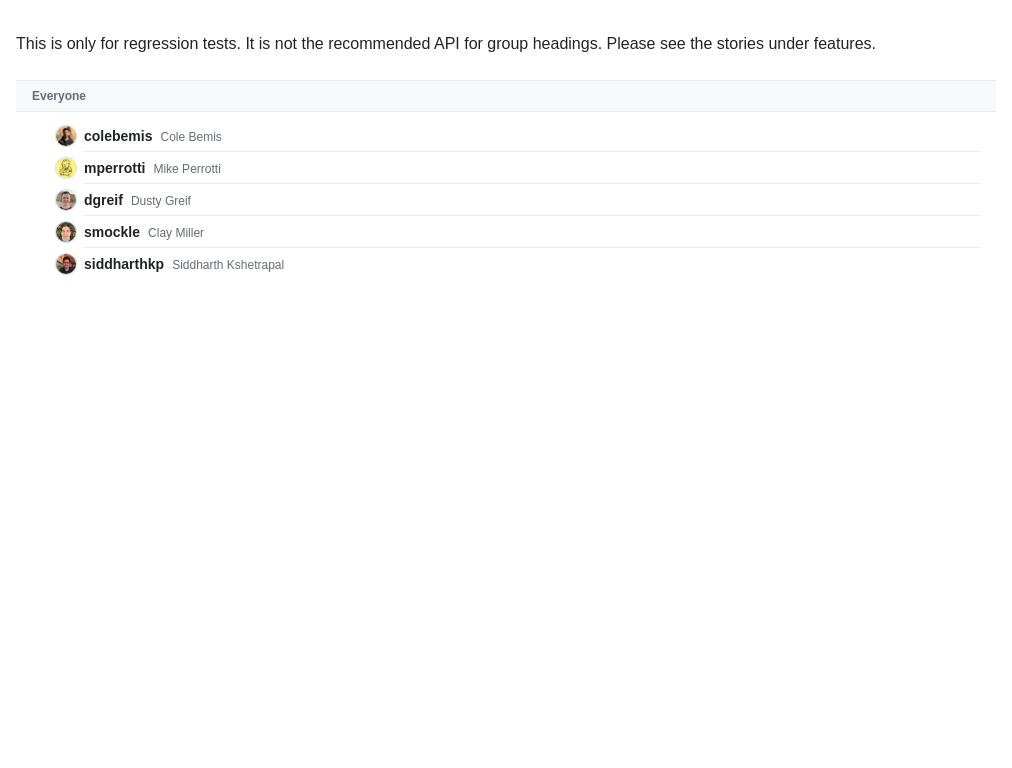 This is only for regression tests. It is not the recommended API for group headings. Please see the stories under features.
Everyone
colebemis Cole Bemis
mperrotti Mike Perrotti
dgreif Dusty Greif
smockle Clay Miller
siddharthkp Siddharth Kshetrapal